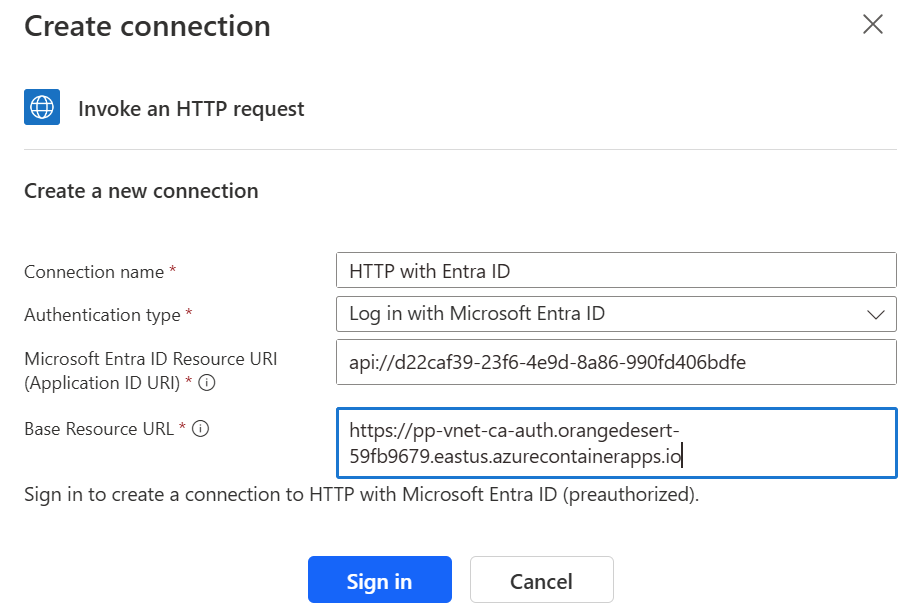 Create connection
Invoke an HTTP request
Create a new connection
Connection name *
HTTP with Entra ID
Authentication type *
Log in with Microsoft Entra ID
Microsoft Entra ID Resource URI
(Application ID URI) *
api://d22caf39-23f6-4e9d-8a86-990fd406bdfe
Base Resource URL *
https://pp-vnet-ca-auth.orangedesert-
59fb9679.eastus.azurecontainerapps.io
Sign in to create a connection to HTTP with Microsoft Entra ID (preauthorized).
Sign in
Cancel